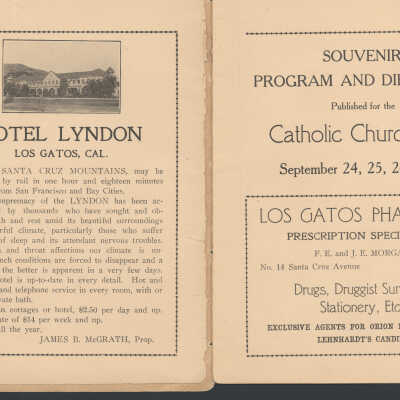 OTEL LYNDON
LOS GATOS, CAL.
SANTA CRUZ MOUNTAINS, may be
by rail in one hour and eighteen minutes
rom San Francisco and Bay Cities.
upremacy of the LYNDON has been ac-
by thousands who have sought and ob-
h and rest amidst its beautiful surroundings
rful climate, particularly those who suffer
of sleep and its attendant nervous troubles.
and throat affections our climate is un-
nch conditions are forced to disappear and a
the better is apparent in a very few days.
otel is up-to-date in every detail. Hot and
and telephone service in every room, with or
vate bath.
n cottages or hotel, $2.50 per day and up.
ate of $14 per week and up.
ll the year.
JAMES B. McGRATH, Prop.
SOUVENIR
PROGRAM AND DI
Published for the
Catholic Church
September 24, 25, 2
LOS GATOS PHA
PRESCRIPTION SPECI
F. E. and J. E. MORGA
No. 14 Santa Cruz Avenue
Drugs, Druggist Sun
Stationery, Etc
EXCLUSIVE AGENTS FOR ORION
LEHNHARDT'S CANDI